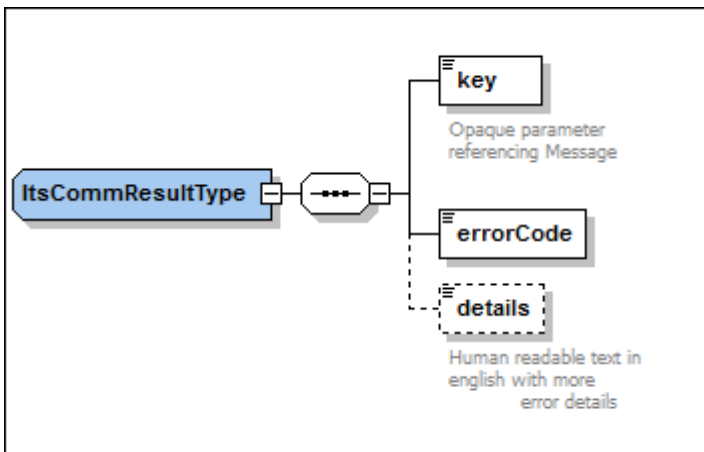 key
Opaque parameter
referencing Message
ItsCommResultType
errorCode
details
Human readable text in
english with more
error details